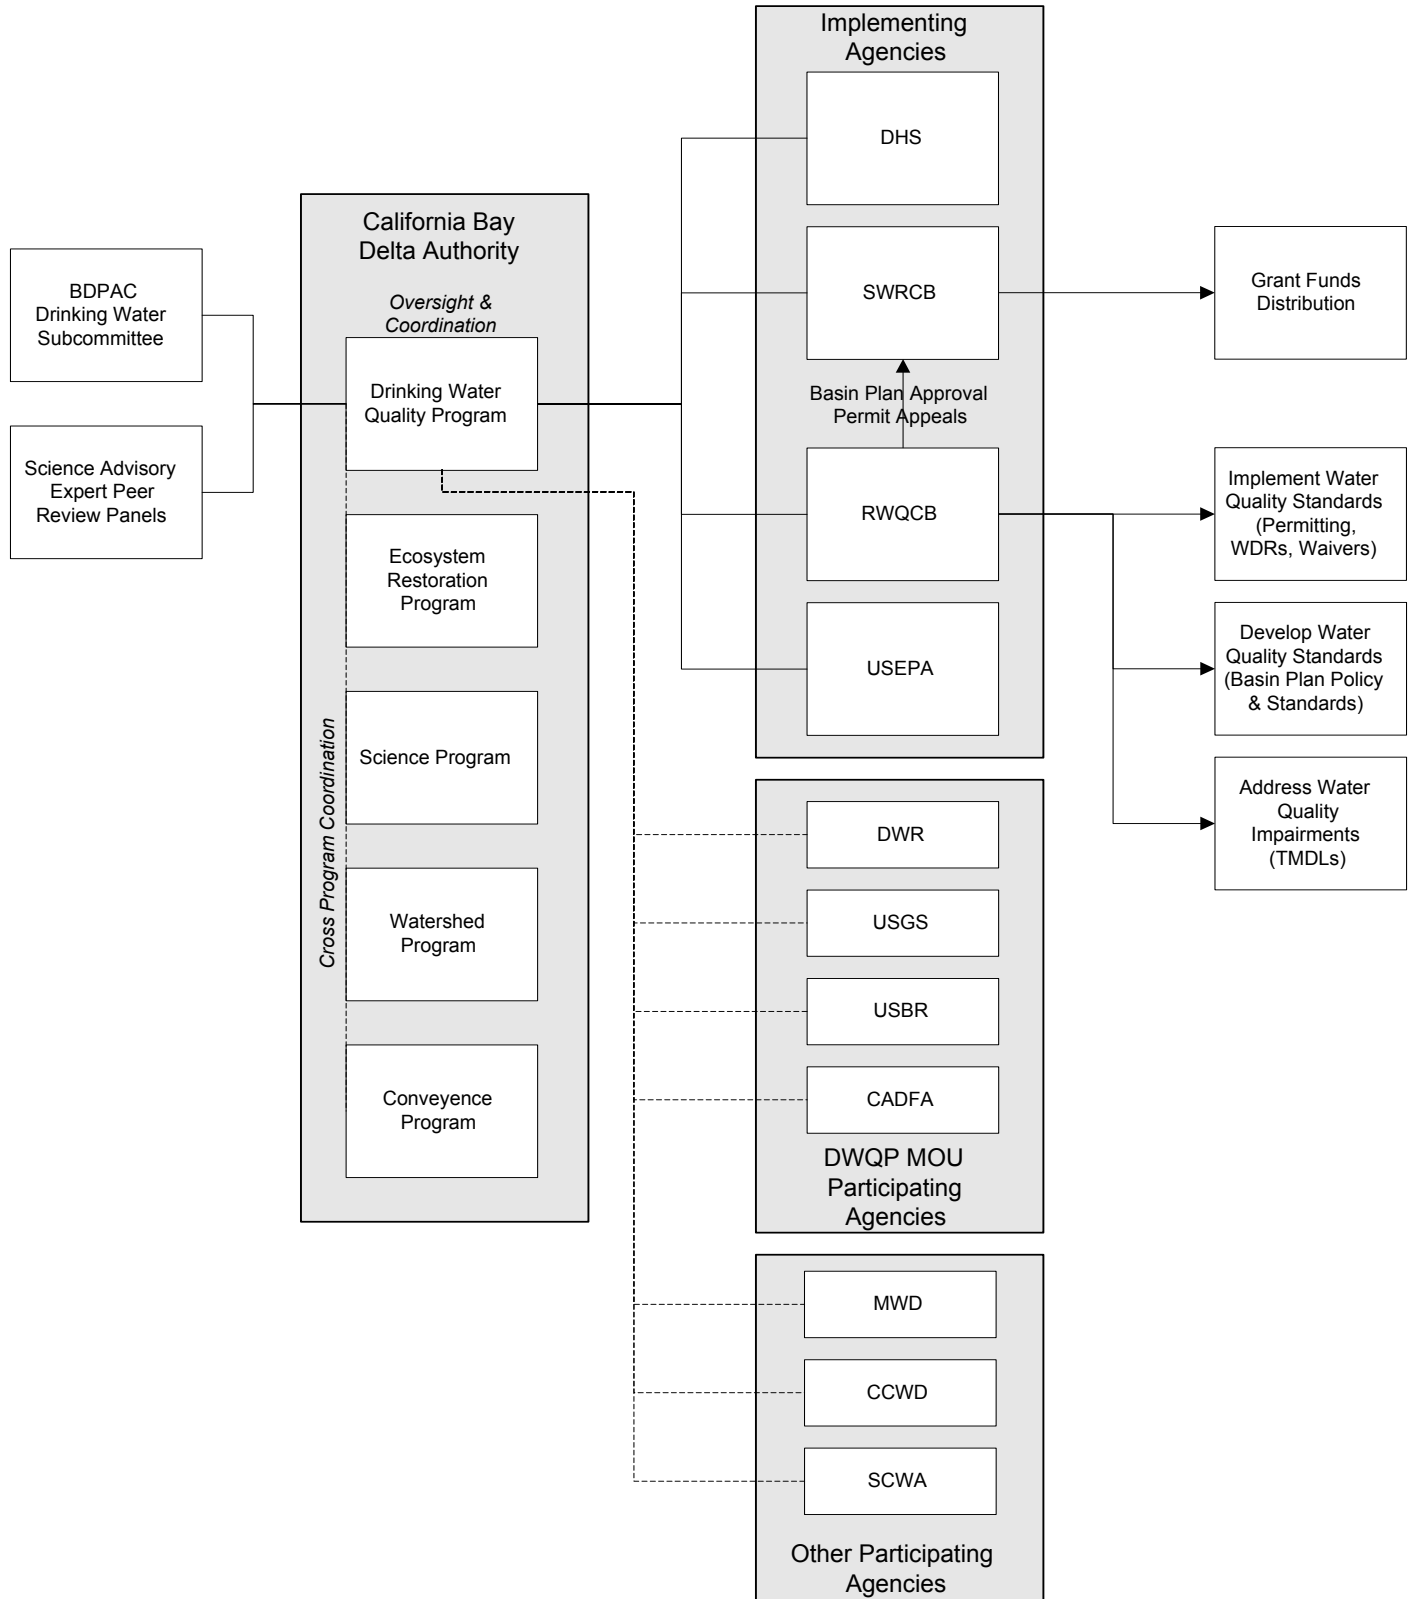 BDPAC
Drinking Water
Subcommittee
Science Advisory
Expert Peer
Review Panels
California Bay
Delta Authority
Oversight &
Coordination
Drinking Water
Quality Program
Ecosystem
Restoration
Program
Science Program
Watershed
Program
Conveyence
Program
Cross Program Coordination
Implementing
Agencies
DHS
SWRCB
Basin Plan Approval
Permit Appeals
RWQCB
USEPA
DWR
USGS
USBR
CADFA
DWQP MOU
Participating
Agencies
MWD
CCWD
SCWA
Other Participating
Agencies
Grant Funds
Distribution
Implement Water
Quality Standards
(Permitting,
WDRs, Waivers)
Develop Water
Quality Standards
(Basin Plan Policy
& Standards)
Address Water
Quality
Impairments
(TMDLs)